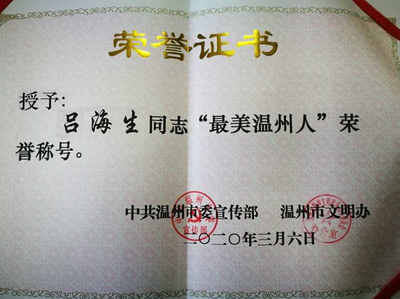 荣誉证书
授予：
吕海生同志“最美温州人”荣
誉称号。
中共温州市委宣传部 温州市文明办
二〇二〇年三月六日